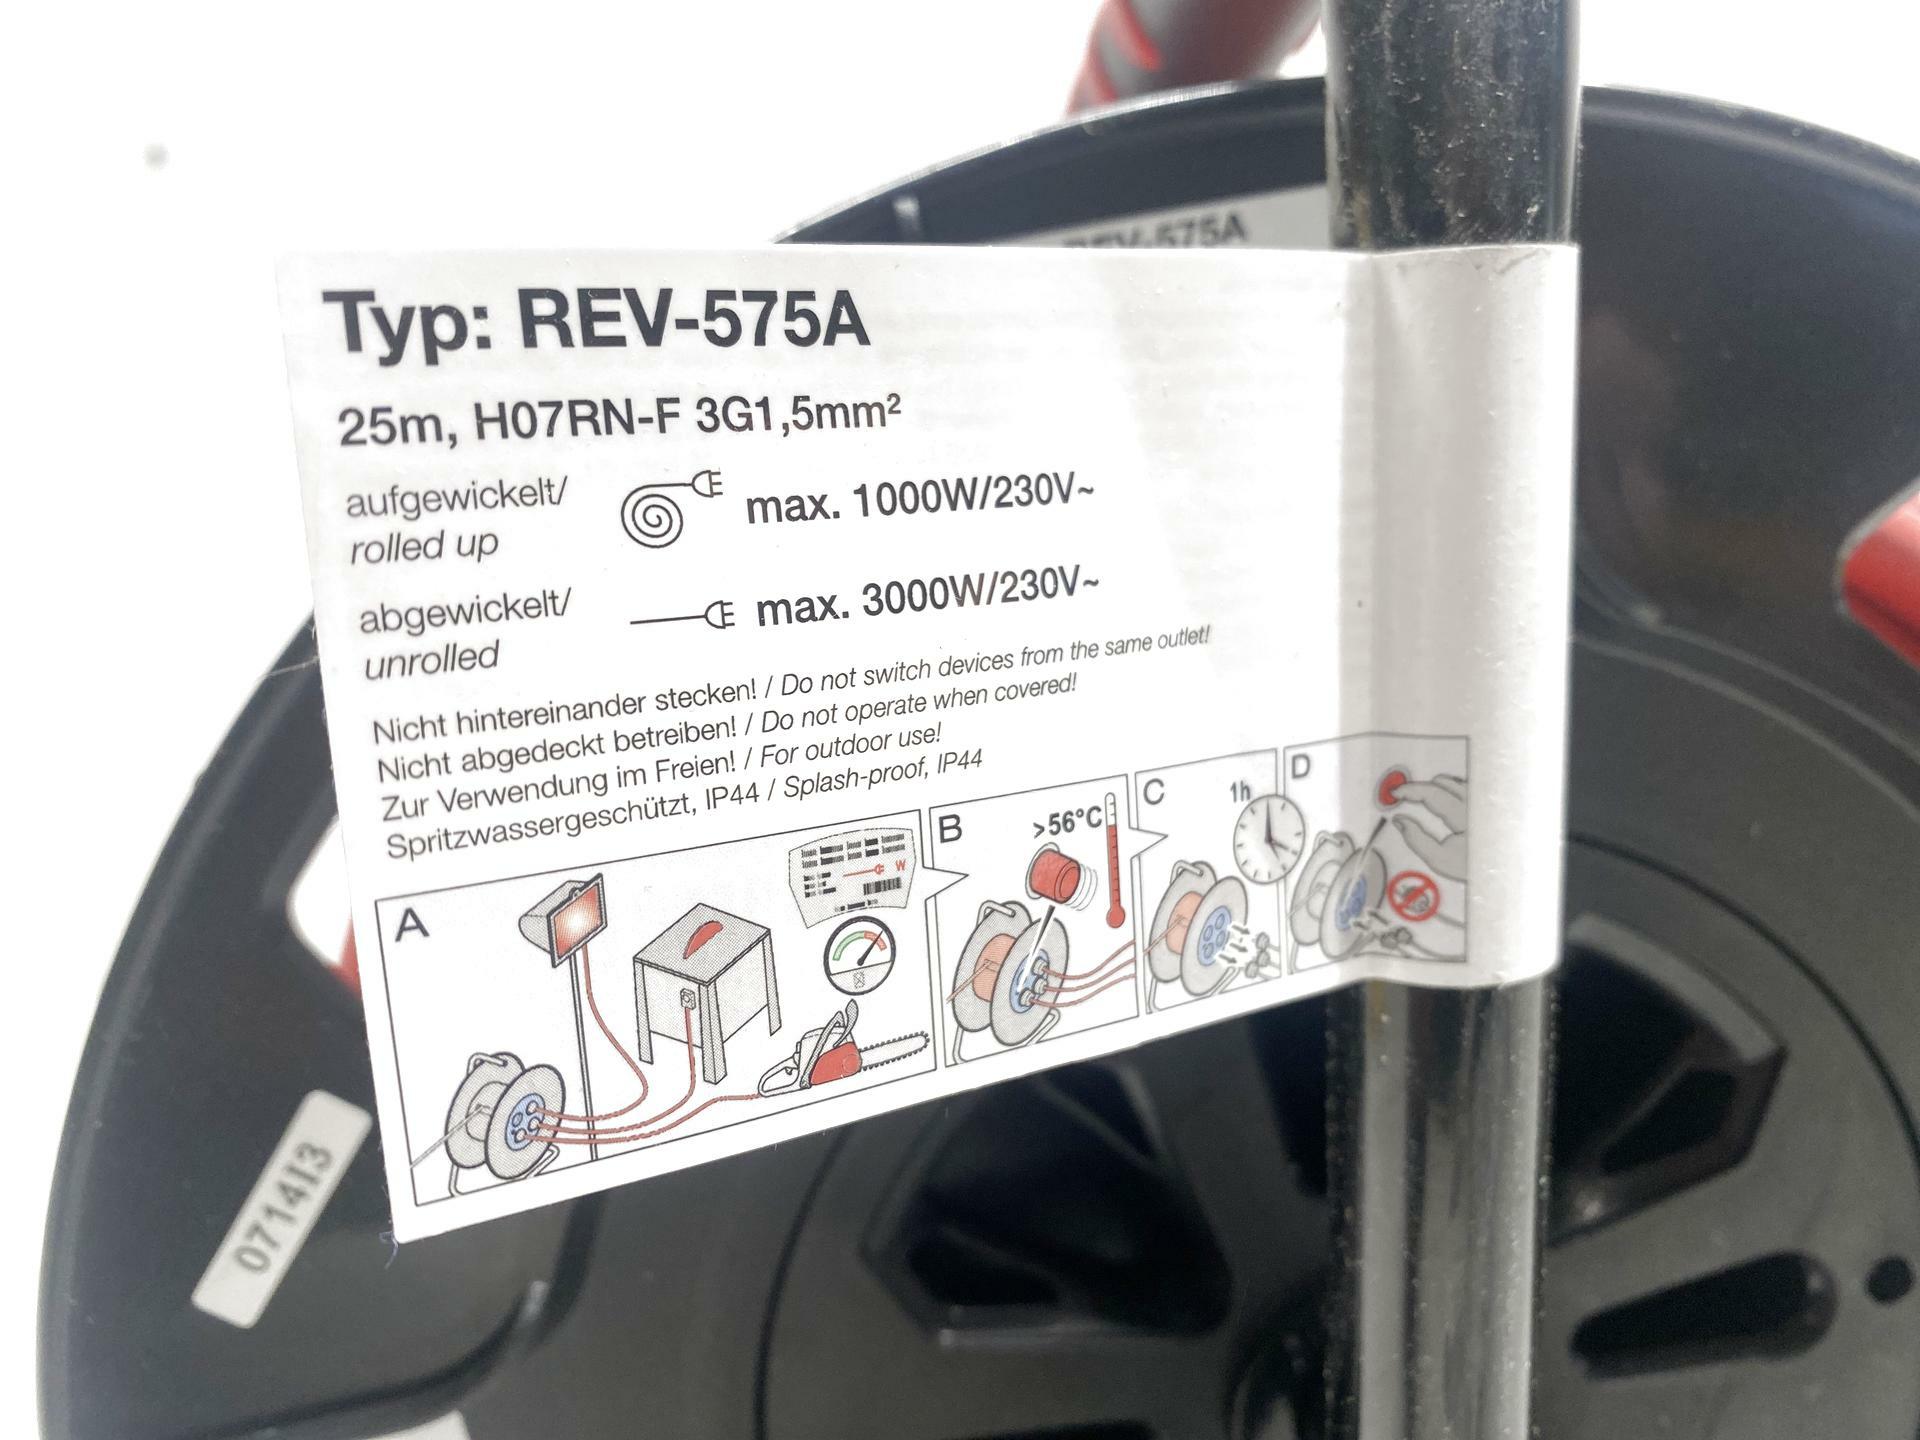 REV-575A
Typ: REV-575A
25m, H07RN-F 3G1,5mm²
aufgewickelt/
rolled up
max. 1000W/230V~
abgewickelt/
unrolled
max. 3000W/230V~
Nicht hintereinander stecken! / Do not switch devices from the same outlet!
Nicht abgedeckt betreiben! / Do not operate when covered!
Zur Verwendung im Freien! / For outdoor use!
Spritzwassergeschützt, IP44 / Splash-proof, IP44
A
W
B
>56°C
C
1h
D
071413